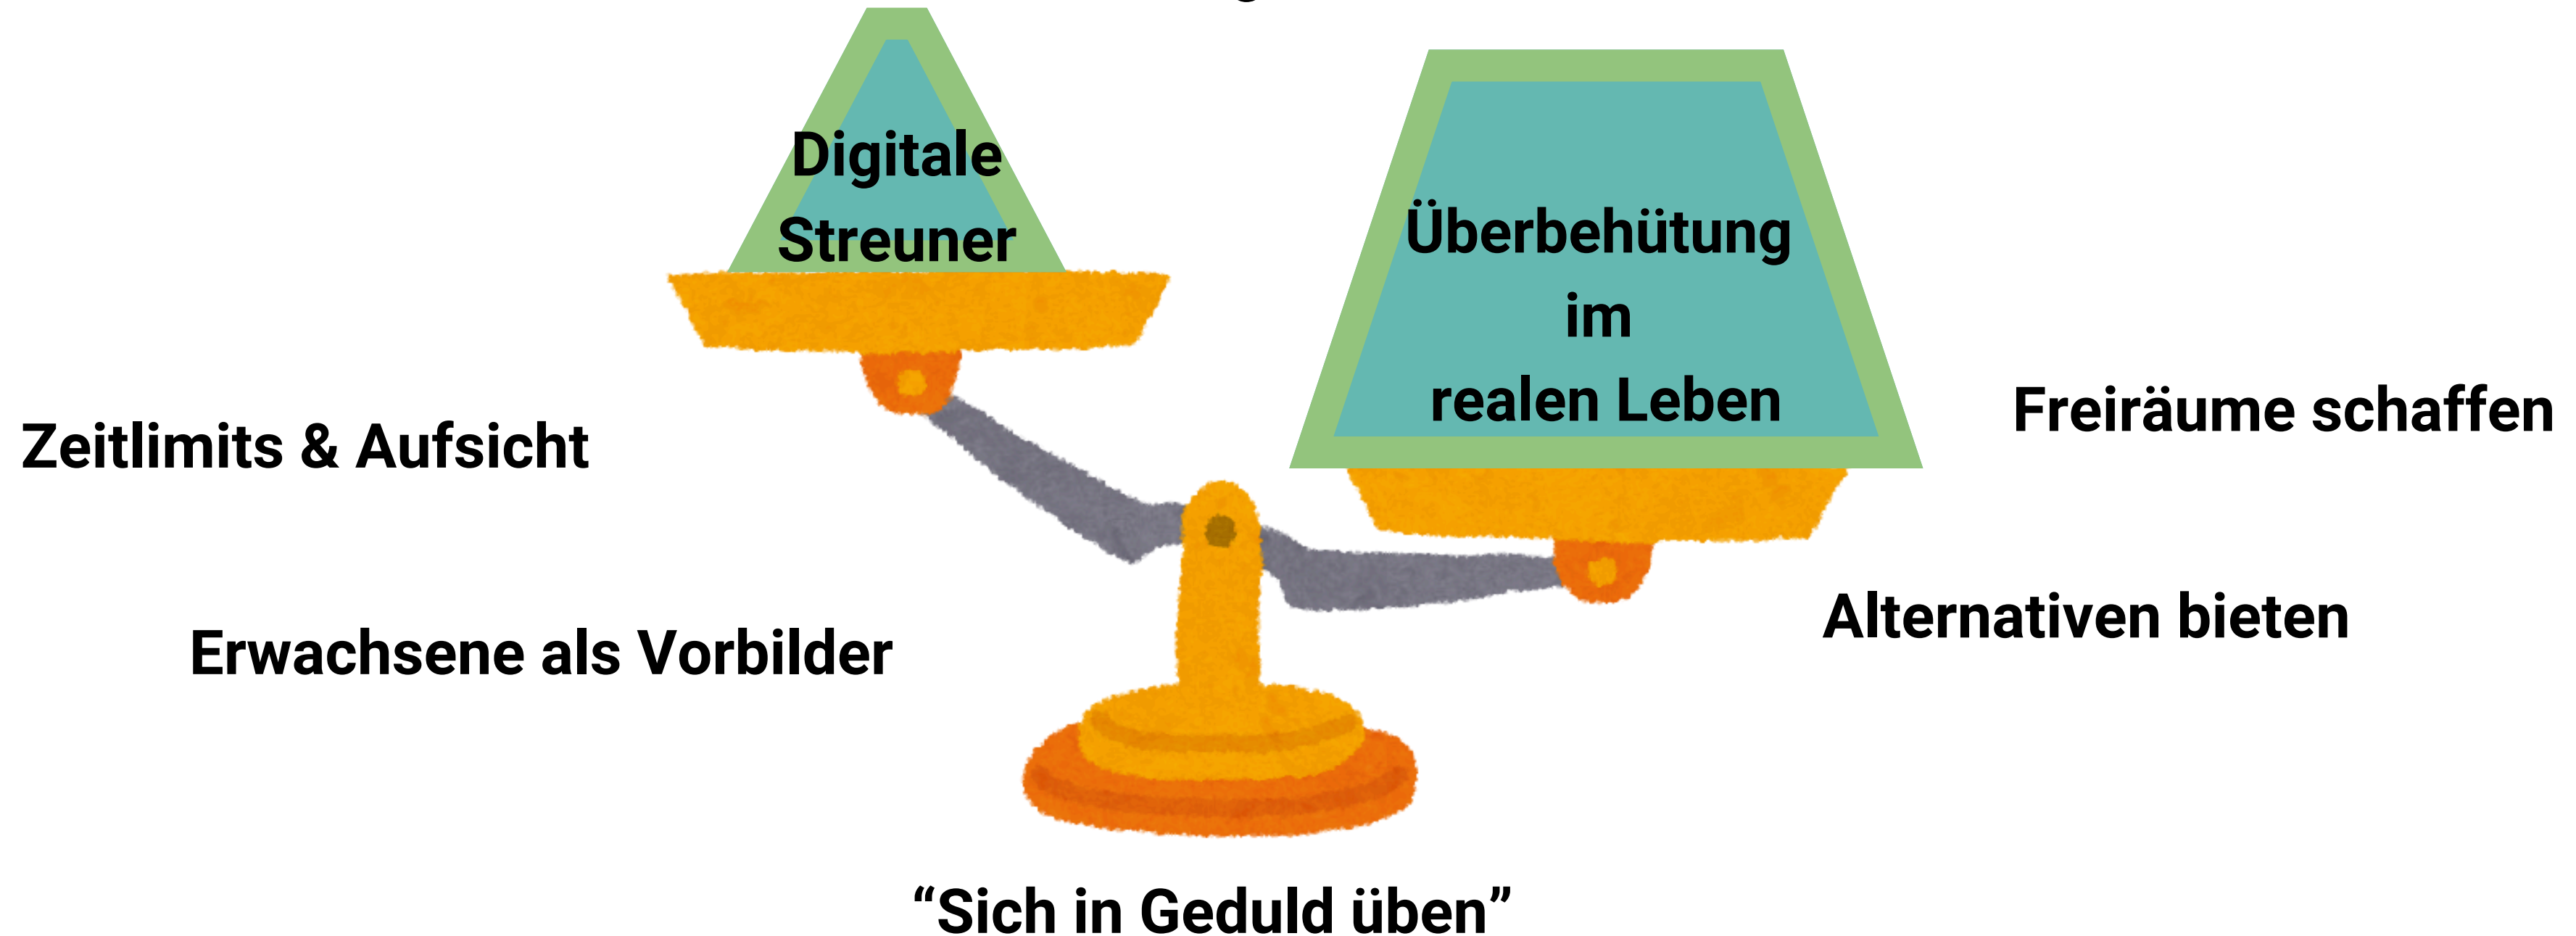 Digitale
Streuner
Überbehütung
im
realen Leben
Zeitlimits & Aufsicht
Freiräume schaffen
Erwachsene als Vorbilder
Alternativen bieten
“Sich in Geduld üben”